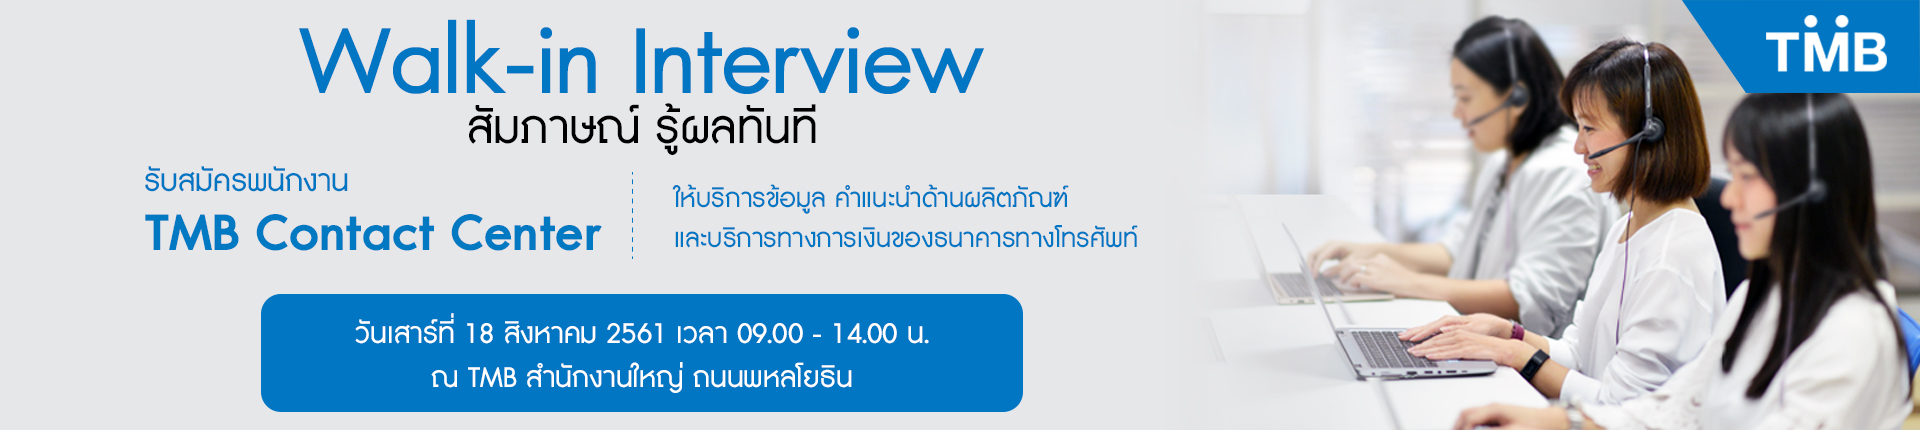 Walk-in Interview
สัมภาษณ์ รู้ผลทันที
รับสมัครพนักงาน
TMB Contact Center
ให้บริการข้อมูล คำแนะนำด้านผลิตภัณฑ์
และบริการทางการเงินของธนาคารทางโทรศัพท์
วันเสาร์ที่ 18 สิงหาคม 2561 เวลา 09.00 - 14.00 น.
ณ TMB สำนักงานใหญ่ ถนนพหลโยธิน
TMB